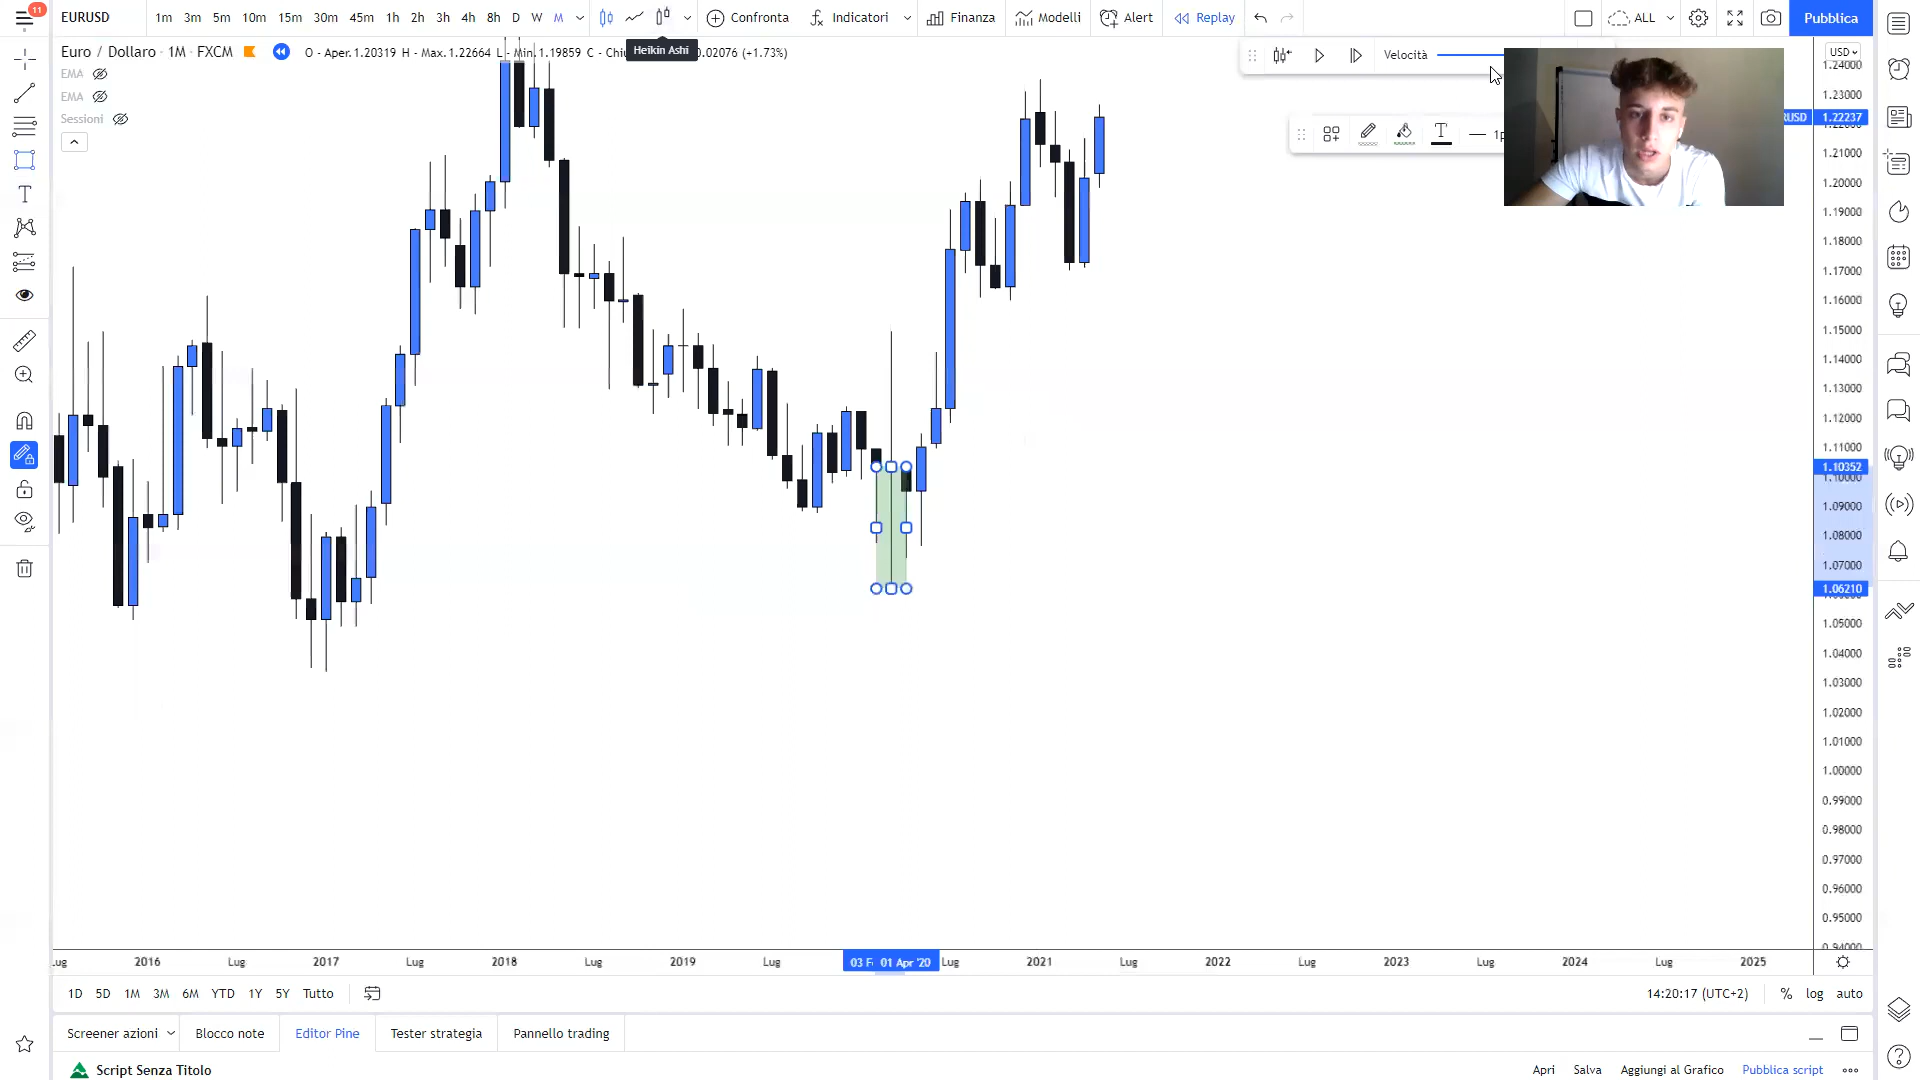 11
EURUSD
1m 3m 5m 10m 15m 30m 45m 1h 2h 3h 4h 8h D W M
Confronta
Indicatori
Finanza
Modelli
Alert
Replay
ALL
Pubblica
Euro / Dollaro · 1M · FXCM
O - Aper.1.20319 H - Max.1.22664 L - Min.1.19859 C - Chiu
0.02076 (+1.73%)
Heikin Ashi
Velocità
USD
EMA
EMA
Sessioni
T
T
1.24000
1.23000
1.22237
1.21000
1.20000
1.19000
1.18000
1.17000
1.16000
1.15000
1.14000
1.13000
1.12000
1.11000
1.10352
1.10000
1.09000
1.08000
1.07000
1.06210
1.05000
1.04000
1.03000
1.02000
1.01000
1.00000
0.99000
0.98000
0.97000
0.96000
0.95000
0.94000
2016 Lug 2017 Lug 2018 Lug 2019 Lug 01 Apr '20 Lug 2021 Lug 2022 Lug 2023 Lug 2024 Lug 2025
1D 5D 1M 3M 6M YTD 1Y 5Y Tutto
14:20:17 (UTC+2) % log auto
Screener azioni
Blocco note
Editor Pine
Tester strategia
Pannello trading
Script Senza Titolo
Apri Salva Aggiungi al Grafico Pubblica script